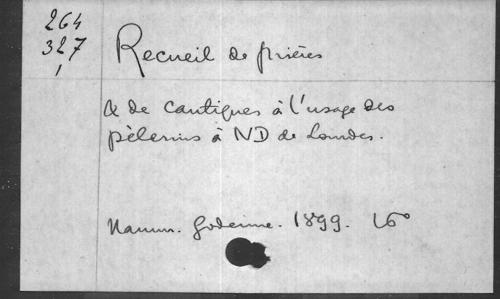 264
327
1
Recueil de prières
& de cantiques à l'usage des
pèlerins à ND de Lourdes.
Namur. Godenne. 1899. 16°